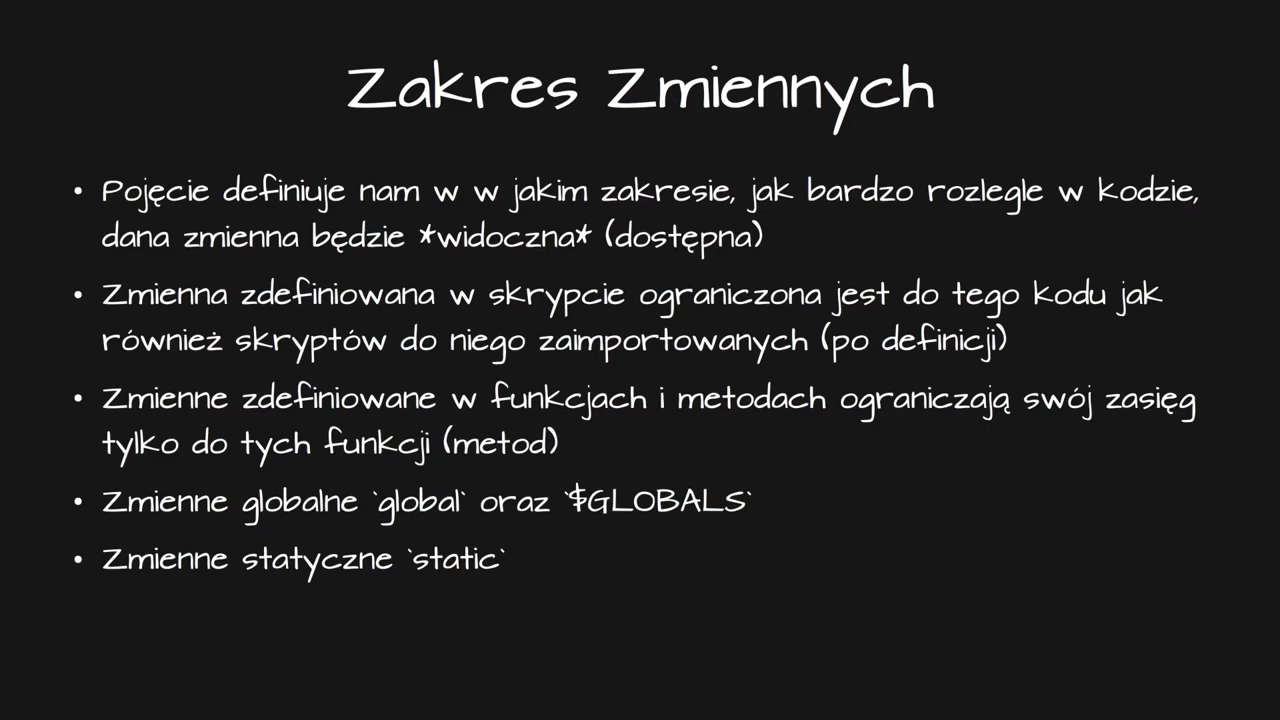 Zakres Zmiennych
• Pojęcie definiuje nam w w jakim zakresie, jak bardzo rozlegle w kodzie,
dana zmienna będzie *widoczna* (dostępna)
• Zmienna zdefiniowana w skrypcie ograniczona jest do tego kodu jak
również skryptów do niego zaimportowanych (po definicji)
• Zmienne zdefiniowane w funkcjach i metodach ograniczają swój zasięg
tylko do tych funkcji (metod)
• Zmienne globalne `global` oraz `$GLOBALS`
• Zmienne statyczne `static`